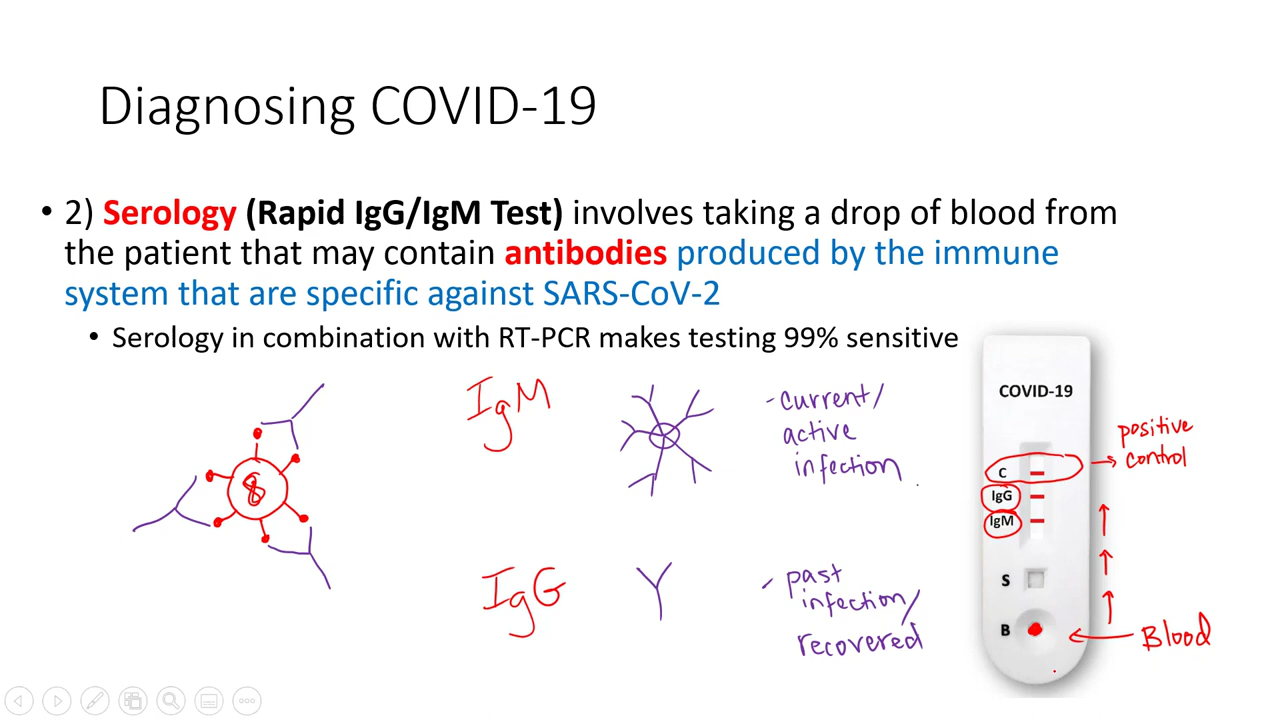 Diagnosing COVID-19
• 2) Serology (Rapid IgG/IgM Test) involves taking a drop of blood from
the patient that may contain antibodies produced by the immune
system that are specific against SARS-CoV-2
• Serology in combination with RT-PCR makes testing 99% sensitive
IgM
- current/
active
infection
IgG
- past
infection/
recovered
COVID-19
C
IgG
IgM
S
B
positive
control
Blood